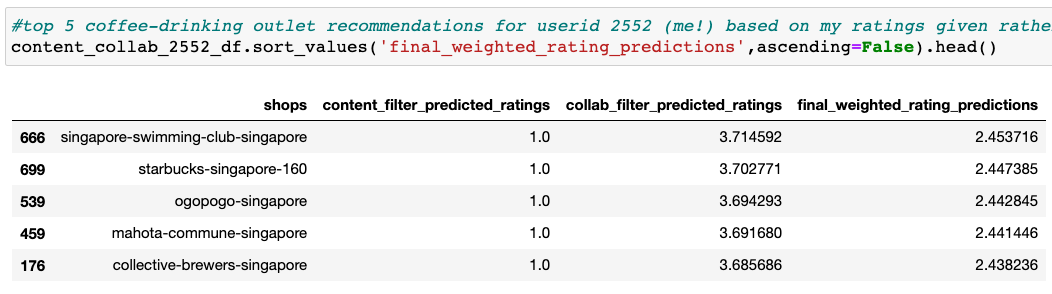 #top 5 coffee-drinking outlet recommendations for userid 2552 (me!) based on my ratings given
content_collab_2552_df.sort_values('final_weighted_rating_predictions',ascending=False).head()
shops content_filter_predicted_ratings collab_filter_predicted_ratings final_weighted_rating_predictions
666 singapore-swimming-club-singapore 1.0 3.714592 2.453716
699 starbucks-singapore-160 1.0 3.702771 2.447385
539 ogopogo-singapore 1.0 3.694293 2.442845
459 mahota-commune-singapore 1.0 3.691680 2.441446
176 collective-brewers-singapore 1.0 3.685686 2.438236